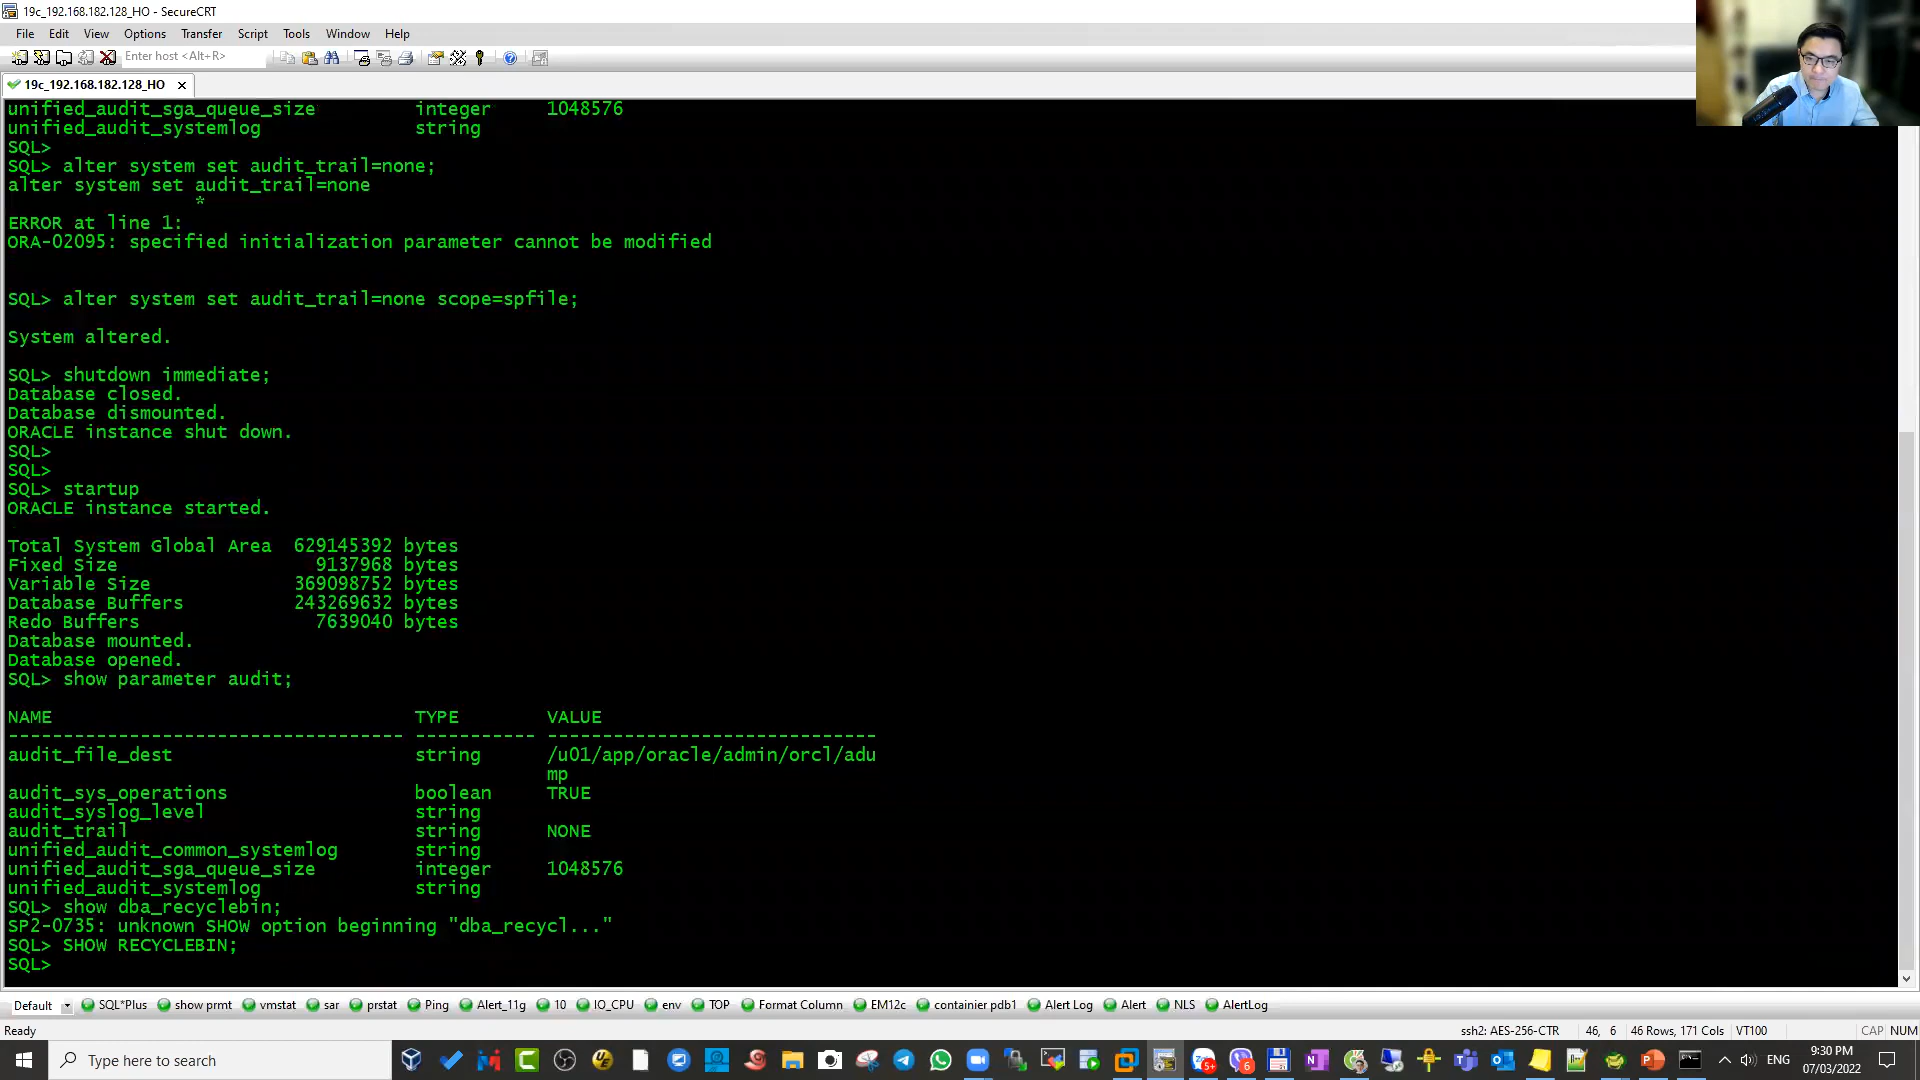 19c_192.168.182.128_HO - SecureCRT
File Edit View Options Transfer Script Tools Window Help
Enter host <Alt+R>
19c_192.168.182.128_HO
unified_audit_sga_queue_size integer 1048576
unified_audit_systemlog string
SQL>
SQL> alter system set audit_trail=none;
alter system set audit_trail=none
*
ERROR at line 1:
ORA-02095: specified initialization parameter cannot be modified
SQL> alter system set audit_trail=none scope=spfile;
System altered.
SQL> shutdown immediate;
Database closed.
Database dismounted.
ORACLE instance shut down.
SQL>
SQL>
SQL> startup
ORACLE instance started.
Total System Global Area 629145392 bytes
Fixed Size 9137968 bytes
Variable Size 369098752 bytes
Database Buffers 243269632 bytes
Redo Buffers 7639040 bytes
Database mounted.
Database opened.
SQL> show parameter audit;
NAME TYPE VALUE
------------------------------------ ----------- ------------------------------
audit_file_dest string /u01/app/oracle/admin/orcl/adu
mp
audit_sys_operations boolean TRUE
audit_syslog_level string
audit_trail string NONE
unified_audit_common_systemlog string
unified_audit_sga_queue_size integer 1048576
unified_audit_systemlog string
SQL> show dba_recyclebin;
SP2-0735: unknown SHOW option beginning "dba_recycl..."
SQL> SHOW RECYCLEBIN;
SQL>
Default SQL*Plus show prmt vmstat sar prstat Ping Alert_11g 10 IO_CPU env TOP Format Column EM12c containier pdb1 Alert Log Alert NLS AlertLog
Ready ssh2: AES-256-CTR 46, 6 46 Rows, 171 Cols VT100 CAP NUM
Type here to search ENG 9:30 PM
07/03/2022